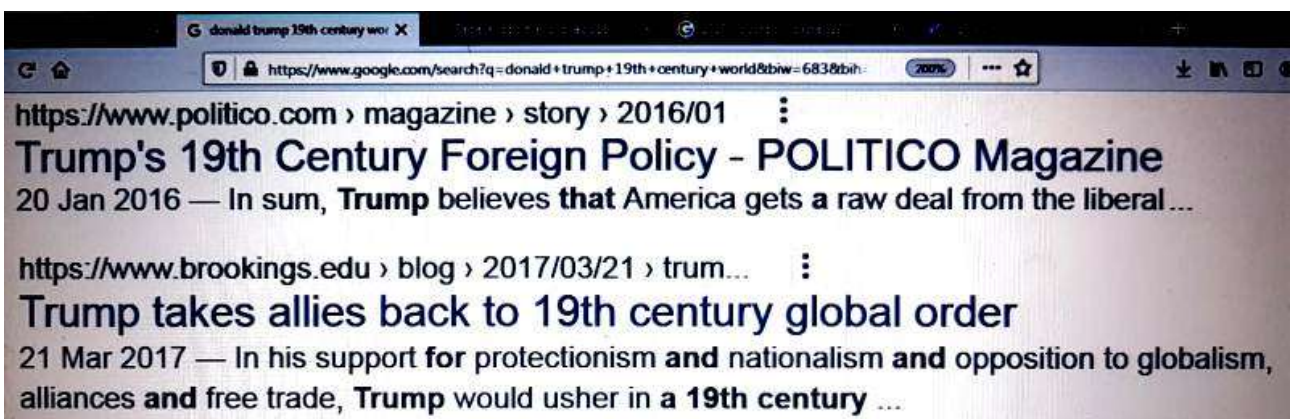 G donald trump 19th century wor X
https://www.google.com/search?q=donald+trump+19th+century+world&biw=683&bih=
200%
https://www.politico.com › magazine › story › 2016/01
Trump's 19th Century Foreign Policy - POLITICO Magazine
20 Jan 2016 — In sum, Trump believes that America gets a raw deal from the liberal ...
https://www.brookings.edu › blog › 2017/03/21 › trum...
Trump takes allies back to 19th century global order
21 Mar 2017 — In his support for protectionism and nationalism and opposition to globalism,
alliances and free trade, Trump would usher in a 19th century ...